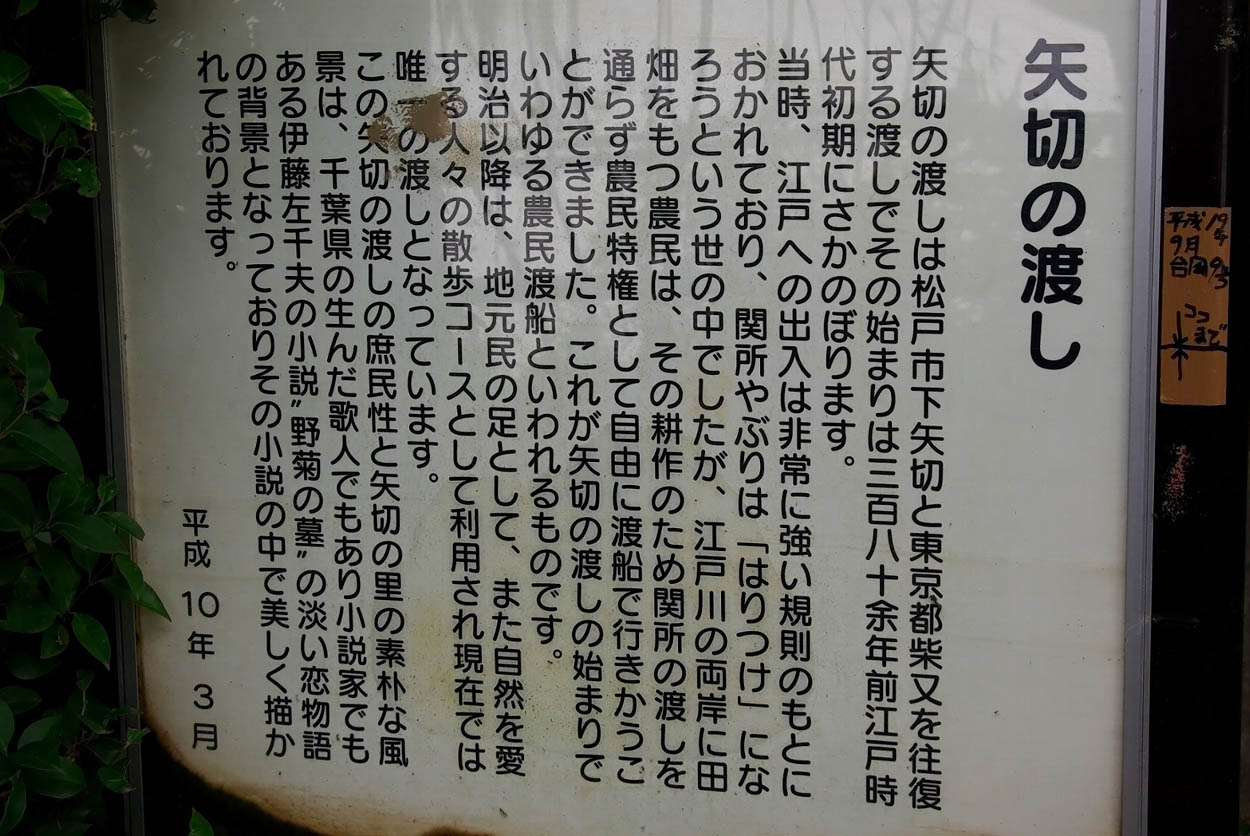 矢切の渡し
矢切の渡しは松戸市下矢切と東京都柴又を往復
する渡しでその始まりは三百八十余年前江戸時
代初期にさかのぼります。
当時、江戸への出入は非常に強い規則のもとに
おかれており、関所やぶりは「はりつけ」にな
ろうという世の中でしたが、江戸川の両岸に田
畑をもつ農民は、その耕作のため関所の渡しを
通らず農民特権として自由に渡船で行きかうこ
とができました。これが矢切の渡しの始まりで
いわゆる農民渡船といわれるものです。
明治以降は、地元民の足として、また自然を愛
する人々の散歩コースとして利用され現在では
唯一の渡しとなっています。
この矢切の渡しの庶民性と矢切の里の素朴な風
景は、千葉県の生んだ歌人でもあり小説家でも
ある伊藤左千夫の小説〝野菊の墓〟の淡い恋物語
の背景となっておりその小説の中で美しく描か
れております。
平成10年3月
平成19年
9月
台風9号
ココ
まで